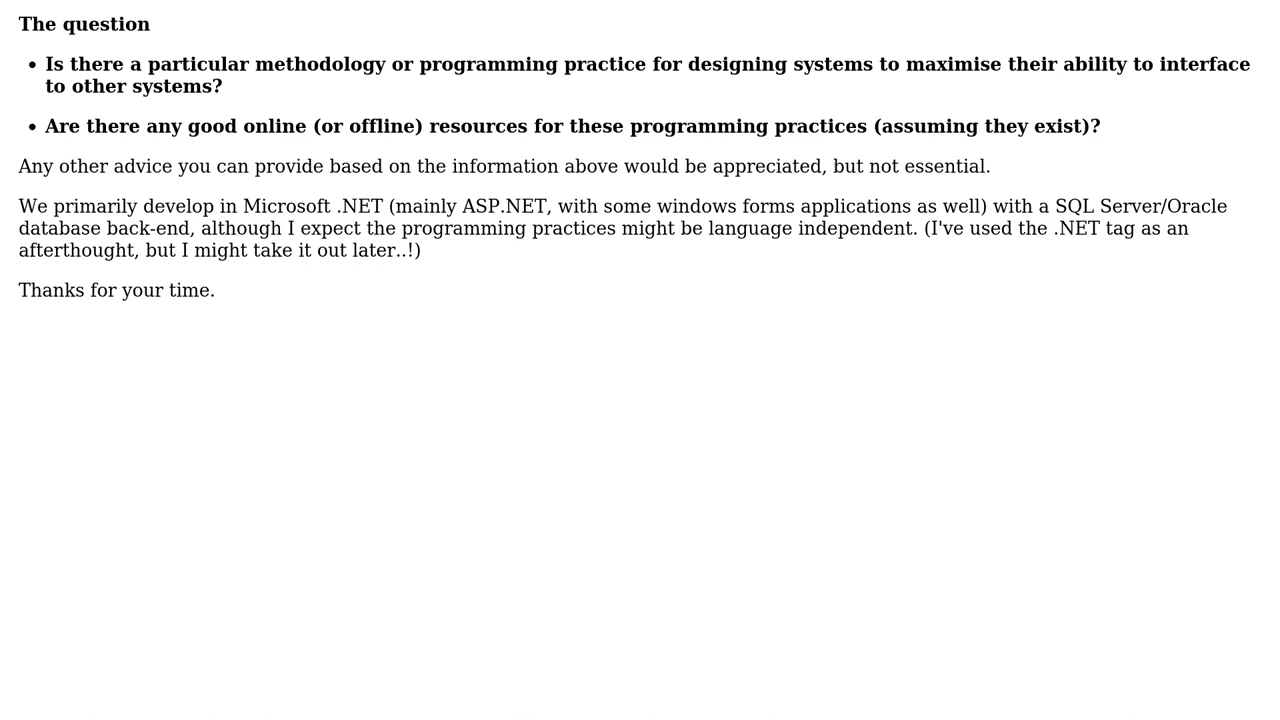 The question
• Is there a particular methodology or programming practice for designing systems to maximise their ability to interface
to other systems?
• Are there any good online (or offline) resources for these programming practices (assuming they exist)?
Any other advice you can provide based on the information above would be appreciated, but not essential.
We primarily develop in Microsoft .NET (mainly ASP.NET, with some windows forms applications as well) with a SQL Server/Oracle
database back-end, although I expect the programming practices might be language independent. (I've used the .NET tag as an
afterthought, but I might take it out later..!)
Thanks for your time.